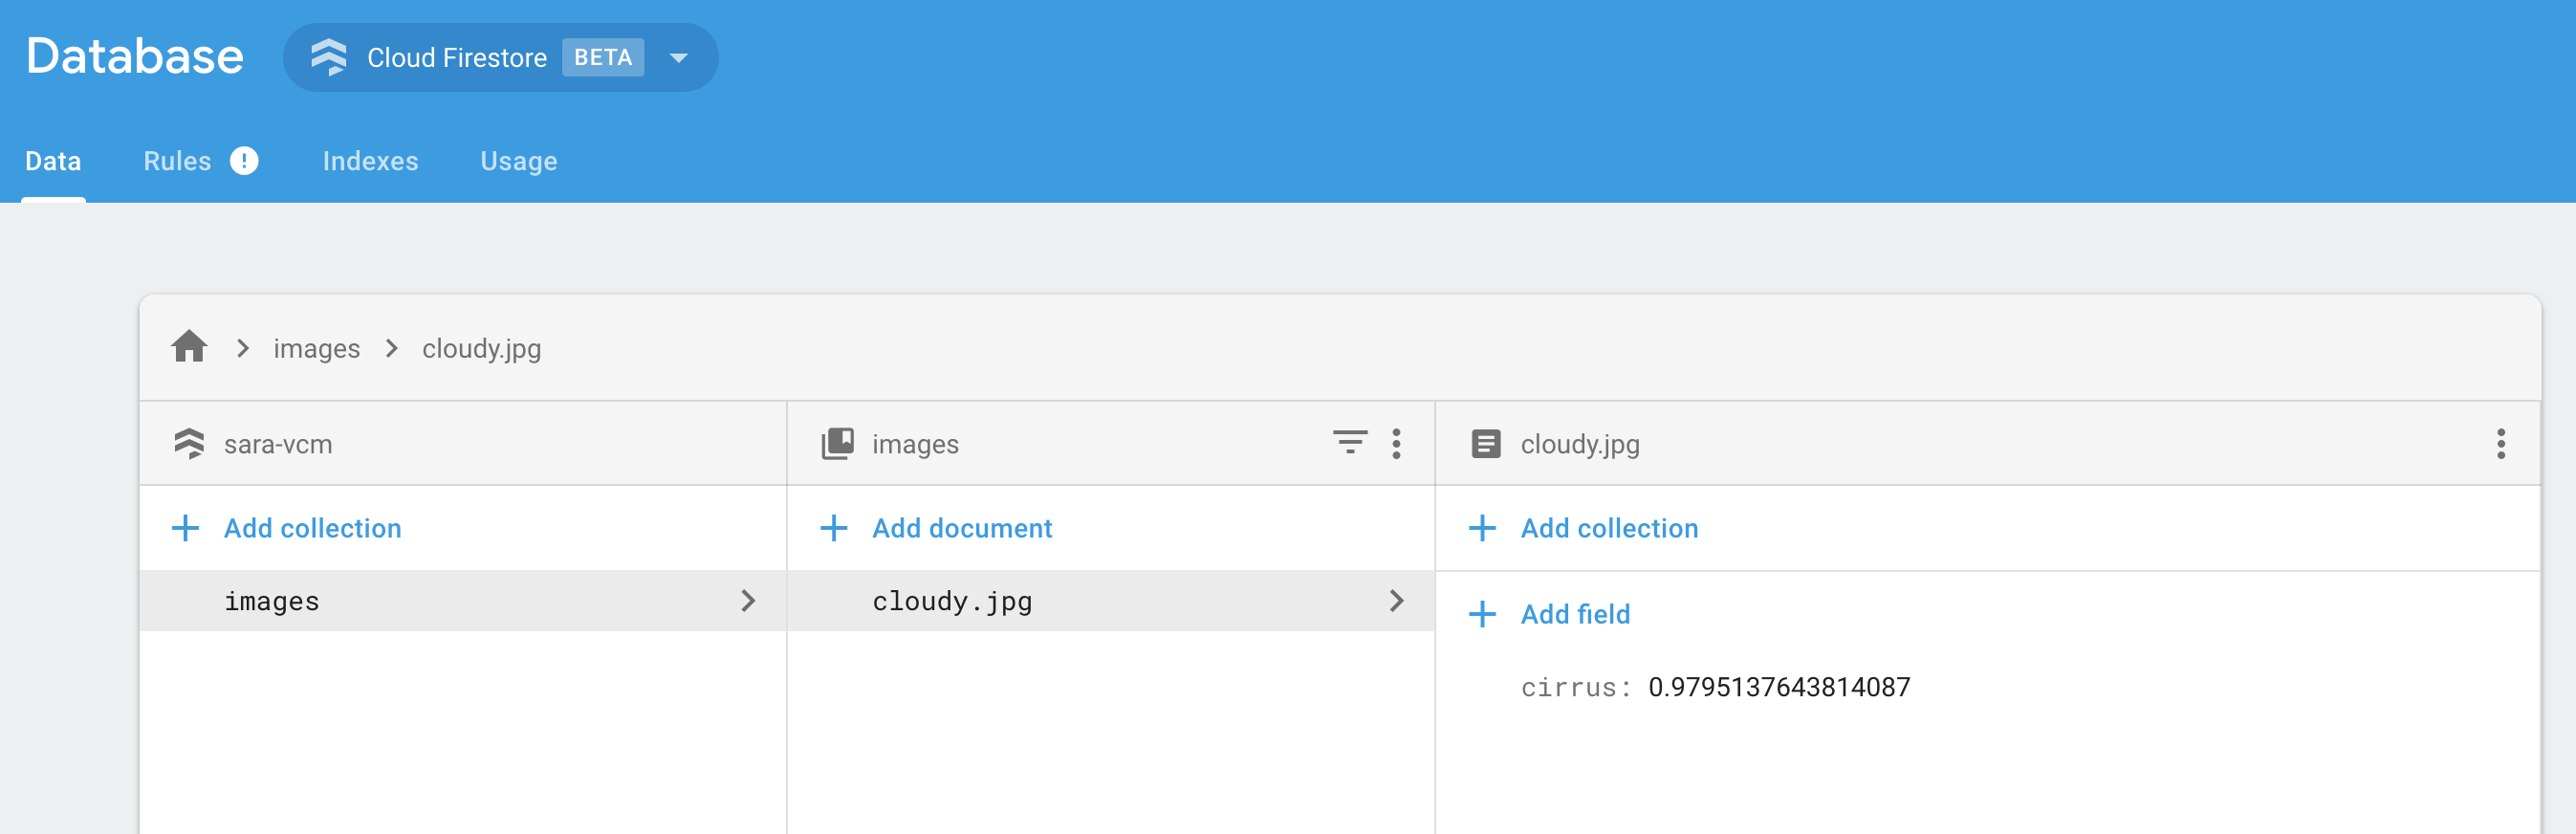 Database Cloud Firestore BETA
Data Rules ! Indexes Usage
images cloudy.jpg
sara-vcm images cloudy.jpg
Add collection Add document Add collection
images cloudy.jpg
Add field
cirrus: 0.9795137643814087